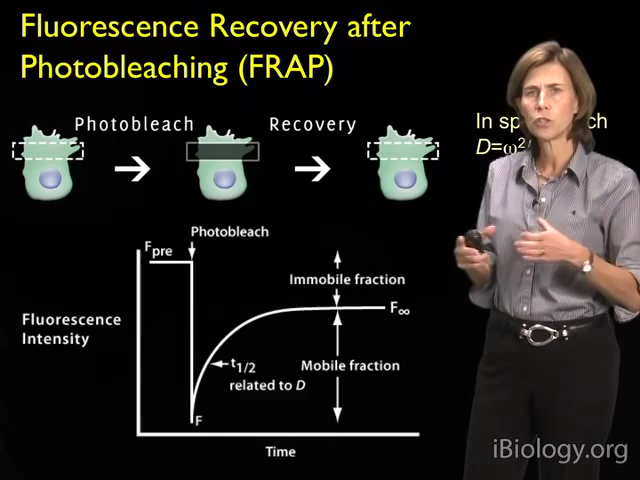 Fluorescence Recovery after
Photobleaching (FRAP)
Photobleach
Recovery
In
D=ω²
Photobleach
Fpre
Immobile fraction
Fluorescence
Intensity
F∞
t1/2
related to D
Mobile fraction
F
Time
iBiology.org